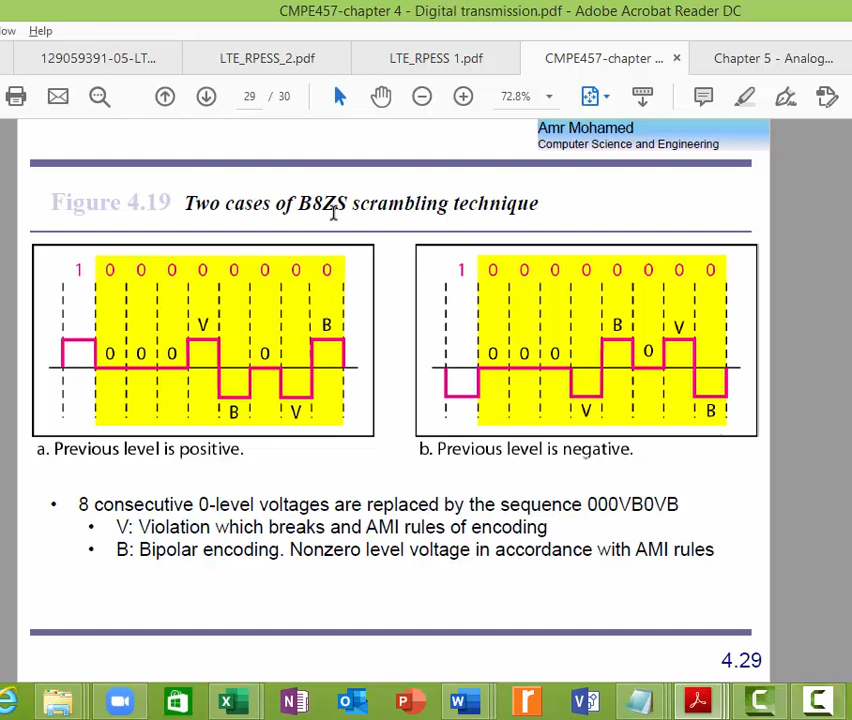 CMPE457-chapter 4 - Digital transmission.pdf - Adobe Acrobat Reader DC
Help
129059391-05-LT... LTE_RPESS_2.pdf LTE_RPESS 1.pdf CMPE457-chapter ... × Chapter 5 - Analog...
29 / 30 72.8%
Amr Mohamed
Computer Science and Engineering
Figure 4.19 Two cases of B8ZS scrambling technique
1 0 0 0 0 0 0 0 0
V B
0 0 0 0
B V
a. Previous level is positive.
1 0 0 0 0 0 0 0 0
B V
0 0 0 0
V B
b. Previous level is negative.
• 8 consecutive 0-level voltages are replaced by the sequence 000VB0VB
• V: Violation which breaks and AMI rules of encoding
• B: Bipolar encoding. Nonzero level voltage in accordance with AMI rules
4.29